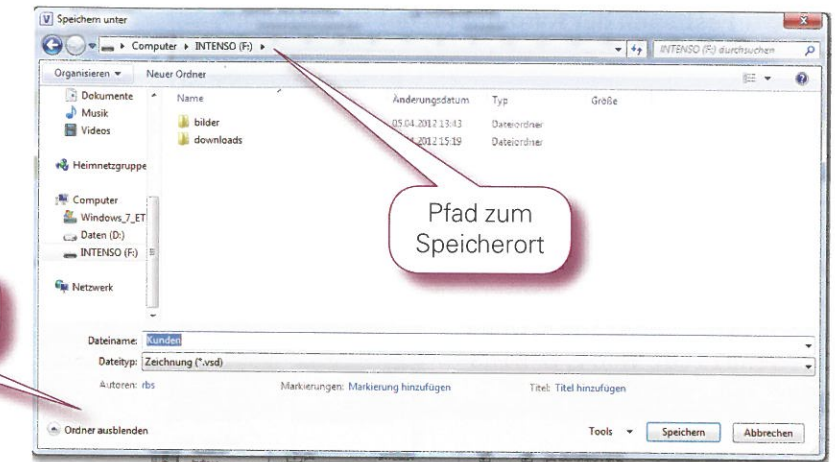 Speichern unter
Computer ▸ INTENSO (F:) ▸
INTENSO (F:) durchsuchen
Organisieren Neuer Ordner
Dokumente
Musik
Videos
Heimnetzgruppe
Computer
Windows_7_ET
Daten (D:)
INTENSO (F:)
Netzwerk
Name Änderungsdatum Typ Größe
bilder 05.04.2012 13:43 Dateiordner
downloads 2012 15:19 Dateiordner
Pfad zum
Speicherort
Dateiname: Kunden
Dateityp: Zeichnung (*.vsd)
Autoren: rbs Markierungen: Markierung hinzufügen Titel: Titel hinzufügen
Ordner ausblenden Tools Speichern Abbrechen